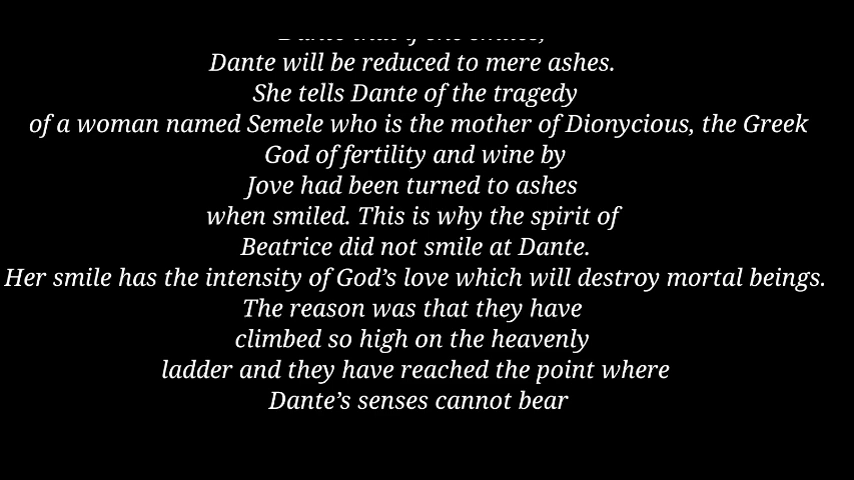 Dante will be reduced to mere ashes.
She tells Dante of the tragedy
of a woman named Semele who is the mother of Dionycious, the Greek
God of fertility and wine by
Jove had been turned to ashes
when smiled. This is why the spirit of
Beatrice did not smile at Dante.
Her smile has the intensity of God’s love which will destroy mortal beings.
The reason was that they have
climbed so high on the heavenly
ladder and they have reached the point where
Dante’s senses cannot bear